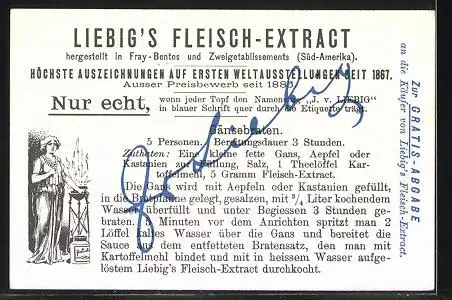 LIEBIG'S FLEISCH-EXTRACT
hergestellt in Fray-Bentos und Zweigetablissements (Süd-Amerika).
HÖCHSTE AUSZEICHNUNGEN AUF ERSTEN WELTAUSSTELLUNGEN SEIT 1867.
Ausser Preisbewerb seit 1885!
Nur echt,
wenn jeder Topf den Namenszug „J. v. LIEBIG“
in blauer Schrift quer durch die Etiquette trägt.
Gänsebraten.
5 Personen. Bereitungsdauer 3 Stunden.
Zuthaten: Eine kleine fette Gans, Aepfel oder
Kastanien zur Füllung, Salz, 1 Theelöffel Kar-
toffelmehl, 5 Gramm Fleisch-Extract.
Die Gans wird mit Aepfeln oder Kastanien gefüllt,
in die Bratpfanne gelegt, gesalzen, mit ³/₄ Liter kochendem
Wasser überfüllt und unter Begiessen 3 Stunden ge-
braten. Minuten vor dem Anrichten spritzt man 2
Löffel kaltes Wasser über die Gans und bereitet die
Sauce mit dem entfetteten Bratensatz, den man mit
Kartoffelmehl bindet und mit in heissem Wasser aufge-
löstem Liebig's Fleisch-Extract durchkocht.
J. v. Liebig
Zur GRATIS-ABGABE
an die Käufer von Liebig's Fleisch-Extract.